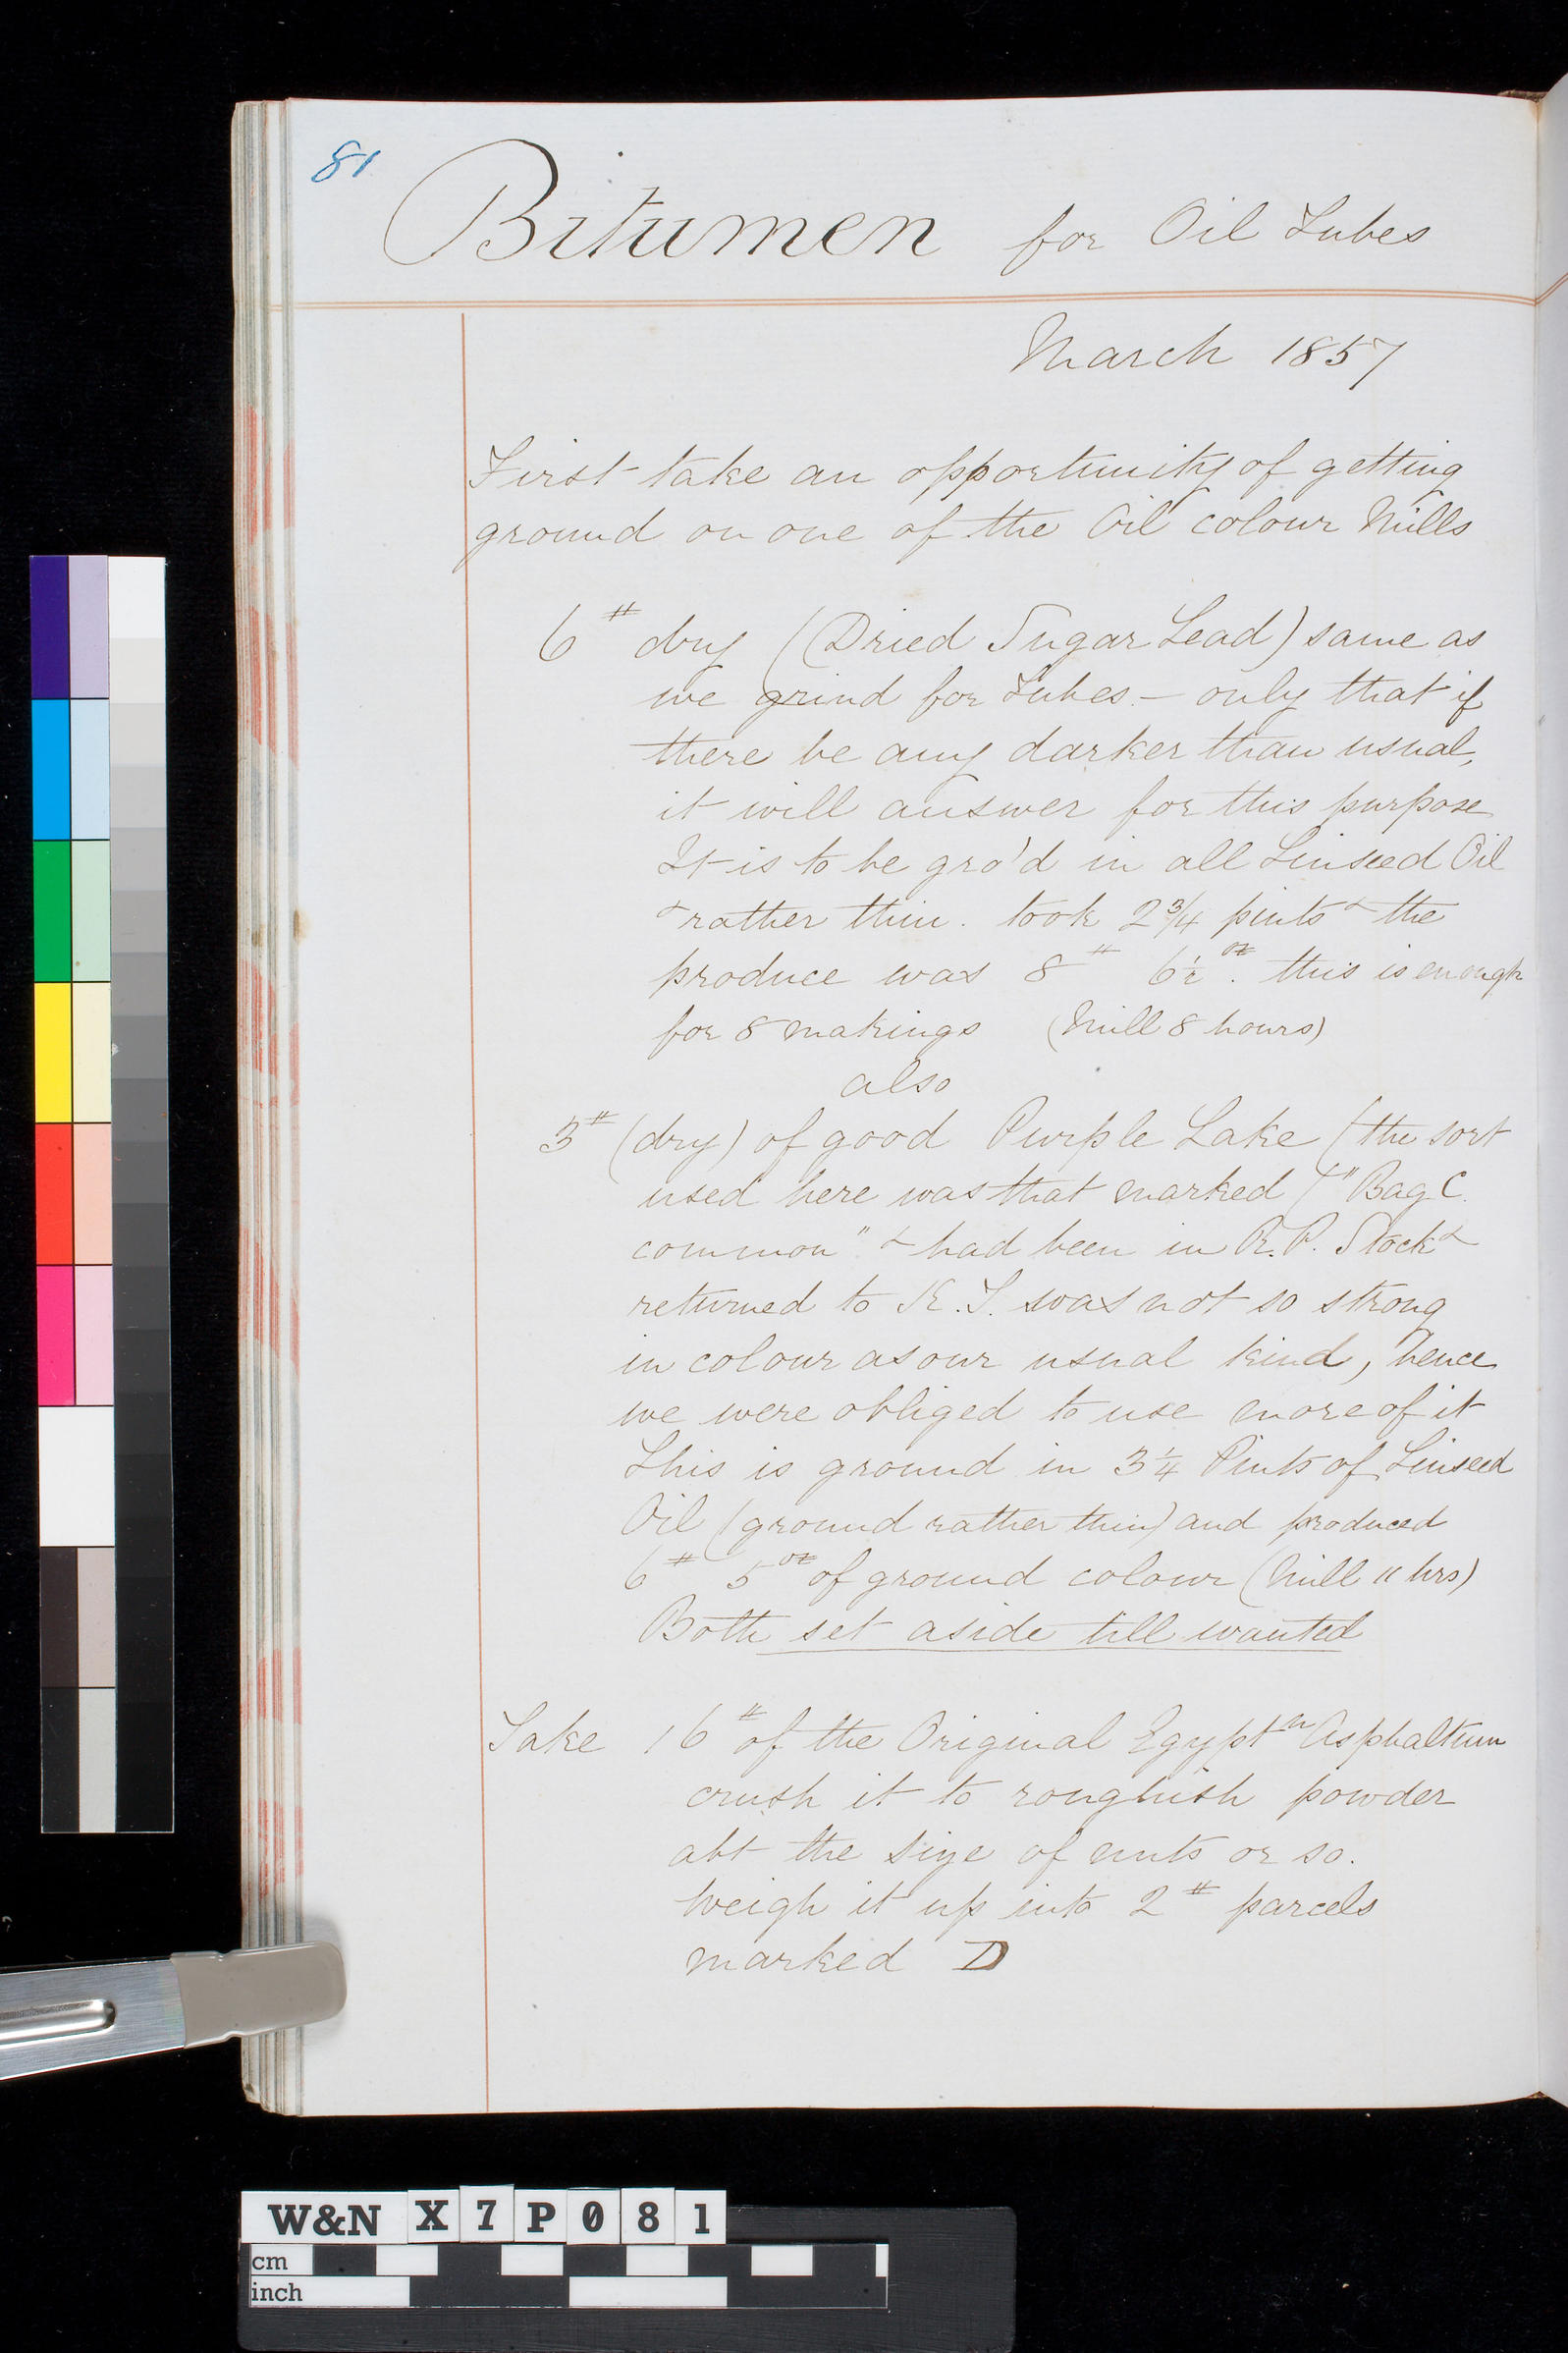 81
Bitumen for Oil Tubes
March 1857
First take an opportunity of getting
ground on one of the Oil colour Mills
6 # dry (Dried Sugar Lead) same as
we grind for Tubes - only that if
there be any darker than usual,
it will answer for this purpose
It is to be gro'd in all Linseed Oil
& rather thin. took 2 3/4 pints & the
produce was 8 # 6 1/2 oz. this is enough
for 8 makings (Mill 8 hours)
also
3 # (dry) of good Purple Lake (the sort
used here was that marked ("Bag C.
common" & had been in R.P. Stock &
returned to K.T. was not so strong
in colour as our usual kind, hence
we were obliged to use more of it
This is ground in 3 1/4 Pints of Linseed
Oil (ground rather thin) and produced
6 # 5 oz of ground colour (Mill 11 hrs)
Both set aside till wanted
Take 16 # of the Original Egyptn Asphaltum
crush it to roughish powder
abt the size of nuts or so.
Weigh it up into 2 # parcels
marked D
W&N X7P081
cm
inch